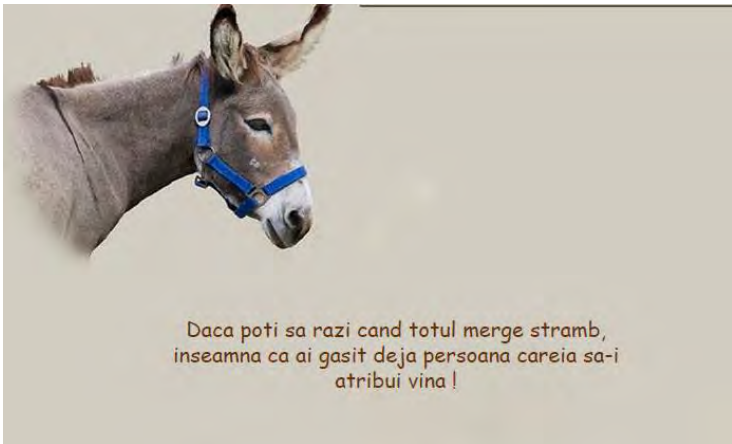 Daca poti sa razi cand totul merge stramb,
inseamna ca ai gasit deja persoana careia sa-i
atribui vina !